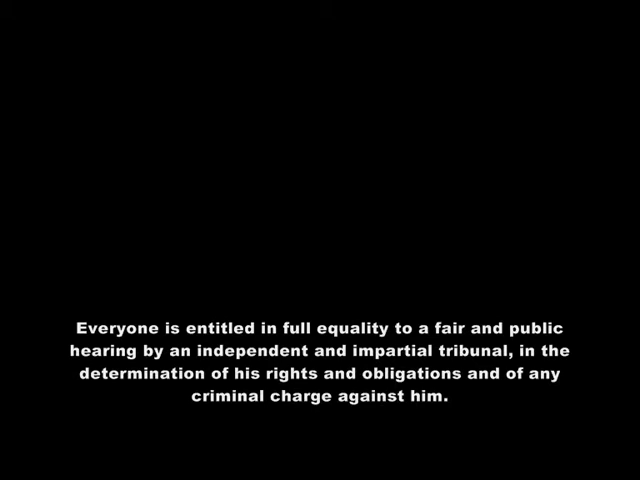 Everyone is entitled in full equality to a fair and public
hearing by an independent and impartial tribunal, in the
determination of his rights and obligations and of any
criminal charge against him.